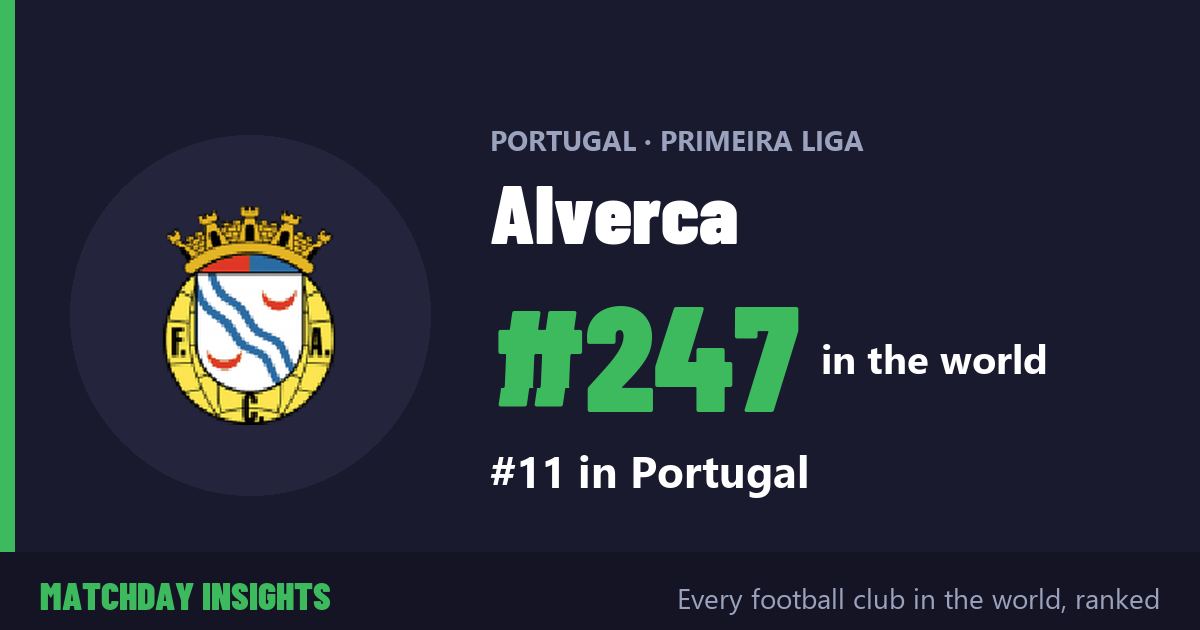 PORTUGAL · PRIMEIRA LIGA
Alverca
#247 in the world
#11 in Portugal
F. A.
C.
MATCHDAY INSIGHTS
Every football club in the world, ranked